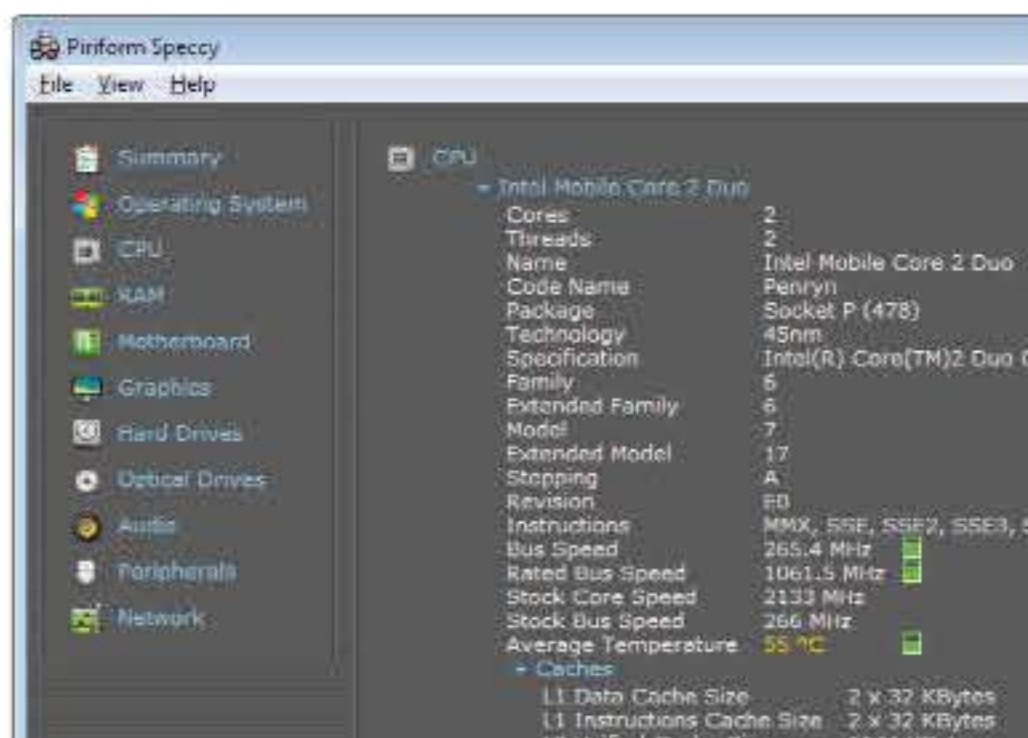 Piriform Speccy
File View Help
Summary
Operating System
CPU
RAM
Motherboard
Graphics
Hard Drives
Optical Drives
Audio
Peripherals
Network
CPU
Intel Mobile Core 2 Duo
Cores 2
Threads 2
Name Intel Mobile Core 2 Duo
Code Name Penryn
Package Socket P (478)
Technology 45nm
Specification Intel(R) Core(TM)2 Duo
Family 6
Extended Family 6
Model 7
Extended Model 17
Stepping A
Revision E0
Instructions MMX, SSE, SSE2, SSE3,
Bus Speed 265.4 MHz
Rated Bus Speed 1061.5 MHz
Stock Core Speed 2133 MHz
Stock Bus Speed 266 MHz
Average Temperature 55 °C
Caches
L1 Data Cache Size 2 x 32 KBytes
L1 Instructions Cache Size 2 x 32 KBytes